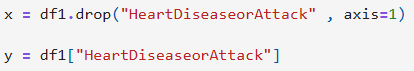 x = df1.drop("HeartDiseaseorAttack" , axis=1)
y = df1["HeartDiseaseorAttack"]